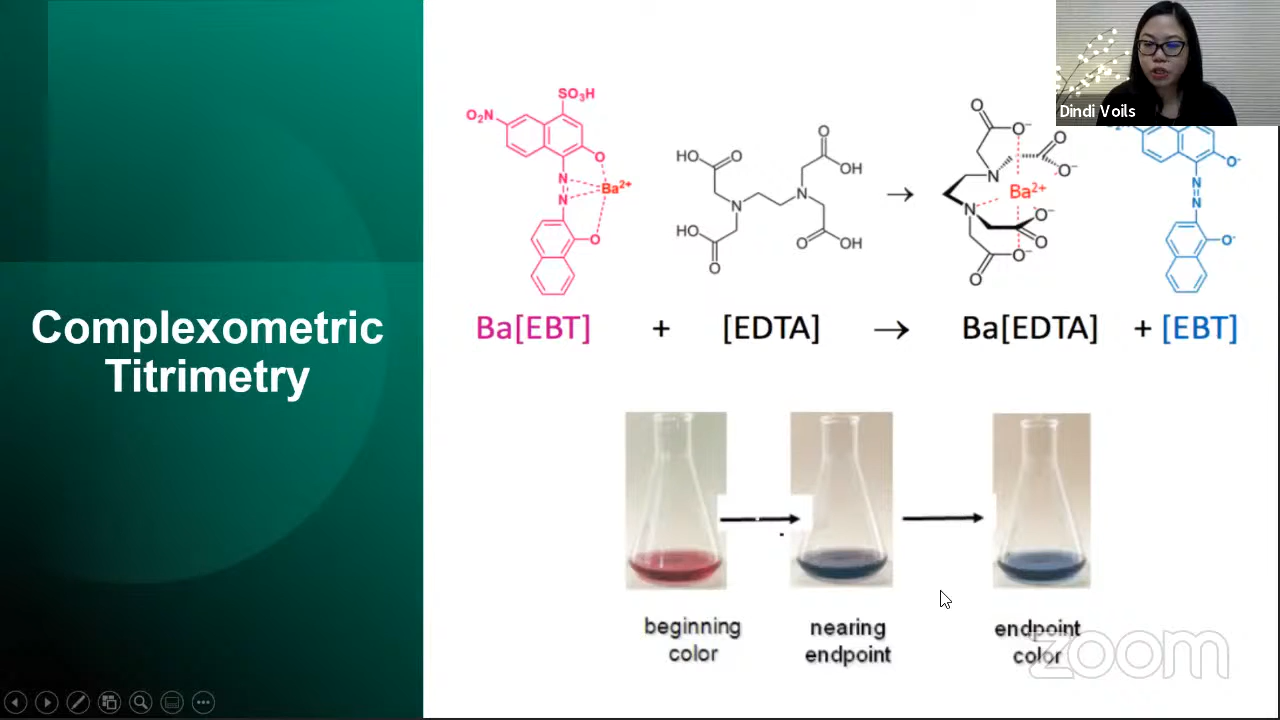 Dindi Voils
Complexometric
Titrimetry
SO₃H
O₂N
O
N
N
Ba²⁺
O
HO
O
O
OH
N
N
HO
O
O
OH
O
O⁻
O
N
O⁻
Ba²⁺
N
O⁻
O
O⁻
O
O⁻
N
N
O⁻
Ba[EBT] + [EDTA] → Ba[EDTA] + [EBT]
beginning
color
nearing
endpoint
endpoint
color
zoom